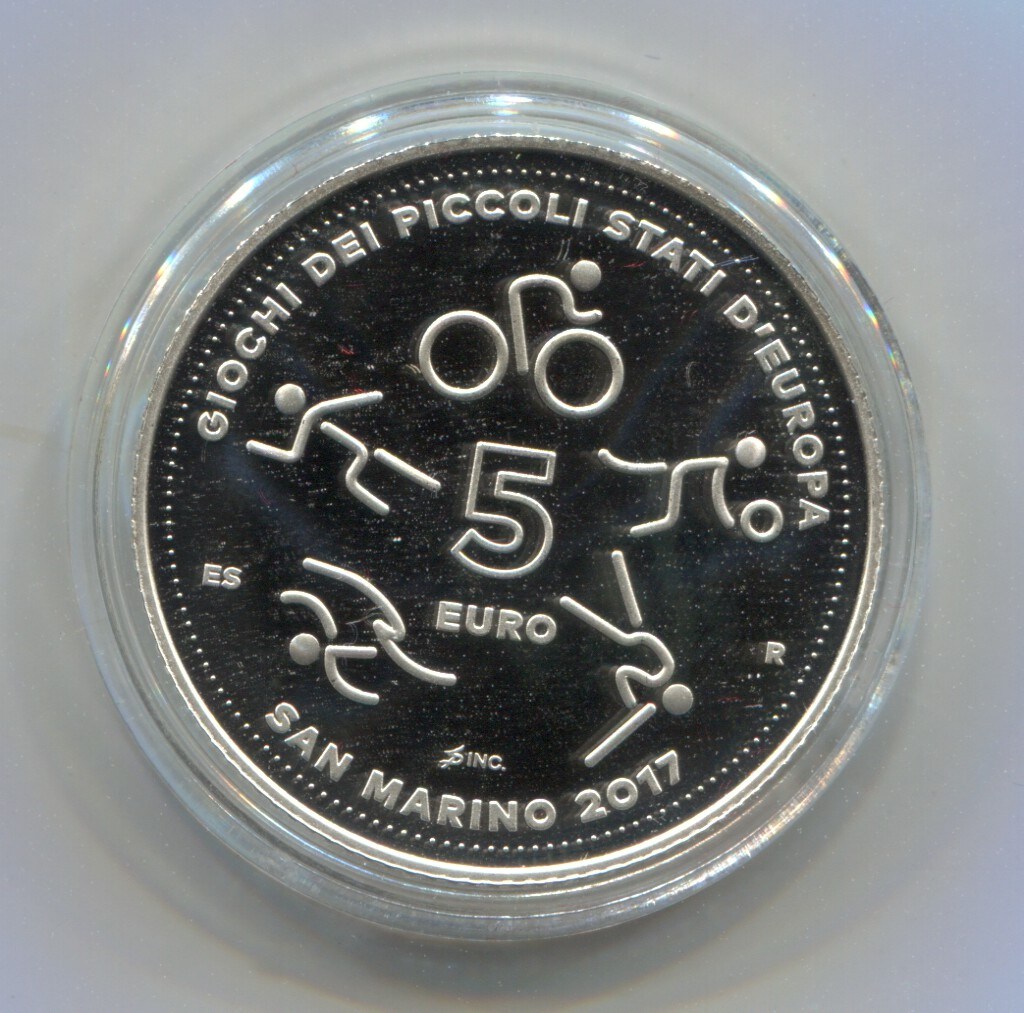 GIOCHI DEI PICCOLI STATI D'EUROPA
5
EURO
ES
R
INC.
SAN MARINO 2017